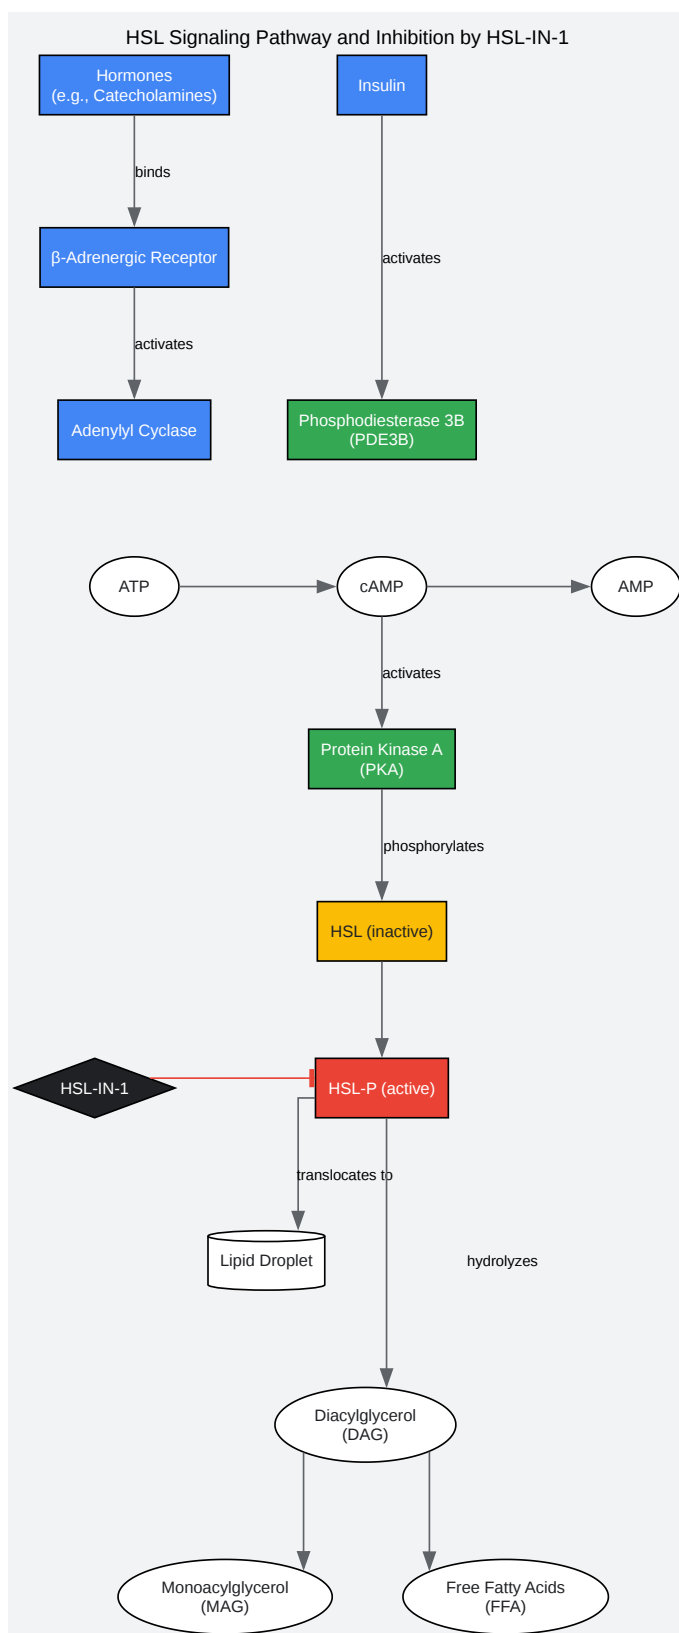 HSL Signaling Pathway and Inhibition by HSL-IN-1
Hormones
(e.g., Catecholamines)
Insulin
binds
β-Adrenergic Receptor
activates
activates
Adenylyl Cyclase
Phosphodiesterase 3B
(PDE3B)
ATP
cAMP
AMP
activates
Protein Kinase A
(PKA)
phosphorylates
HSL (inactive)
HSL-IN-1
HSL-P (active)
translocates to
Lipid Droplet
hydrolyzes
Diacylglycerol
(DAG)
Monoacylglycerol
(MAG)
Free Fatty Acids
(FFA)